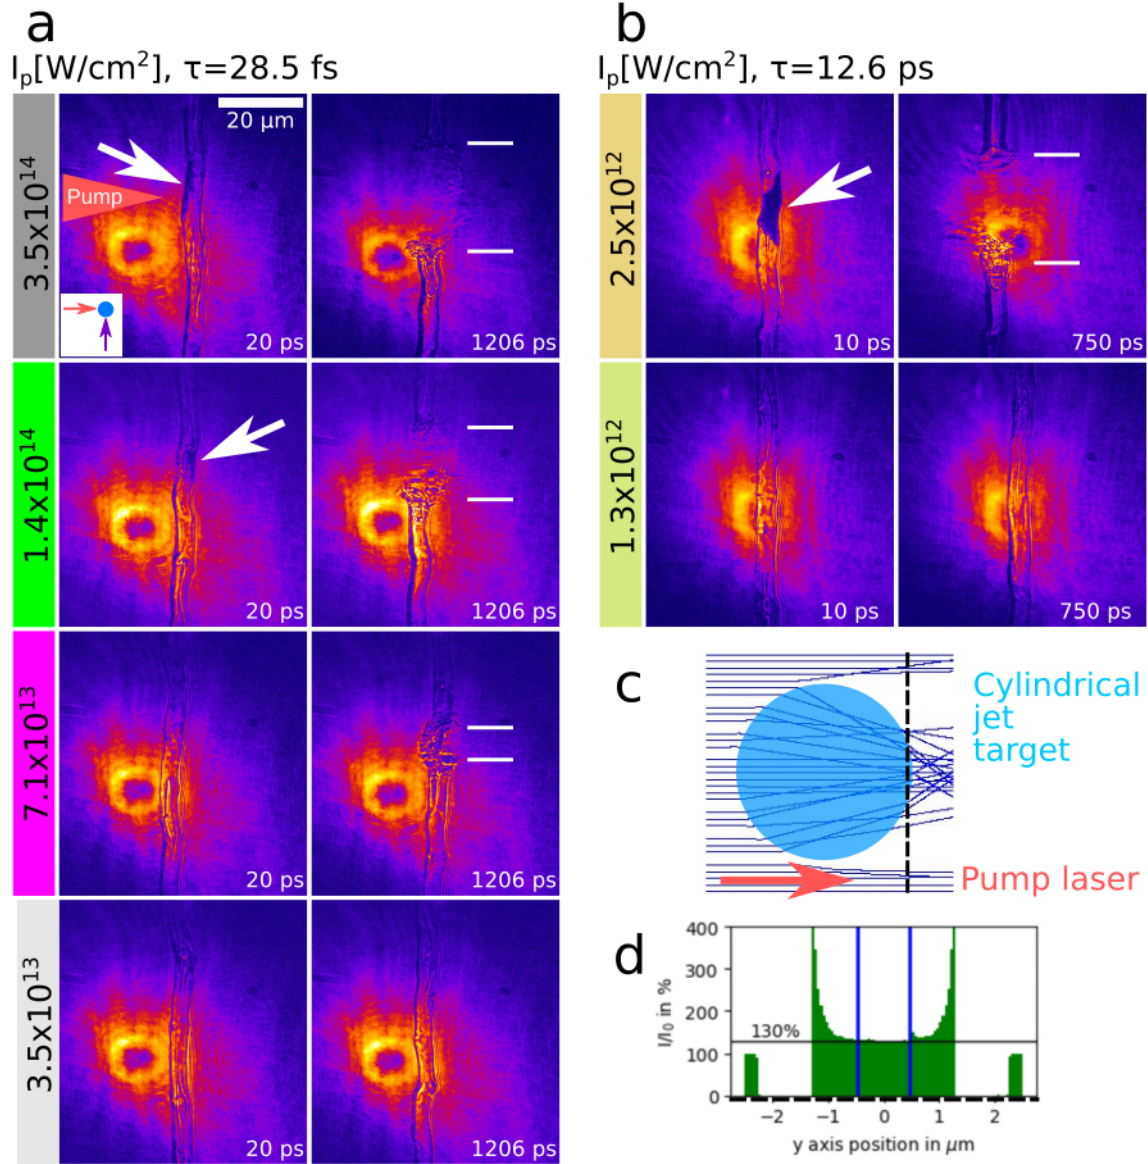 a
Iₚ[W/cm²], τ=28.5 fs
3.5x10¹⁴
20 μm
Pump
20 ps
1206 ps
1.4x10¹⁴
20 ps
1206 ps
7.1x10¹³
20 ps
1206 ps
3.5x10¹³
20 ps
1206 ps
b
Iₚ[W/cm²], τ=12.6 ps
2.5x10¹²
10 ps
750 ps
1.3x10¹²
10 ps
750 ps
c
Cylindrical
jet
target
Pump laser
d
I/I₀ in %
400
300
200
100
0
130%
−2
−1
0
1
2
y axis position in μm